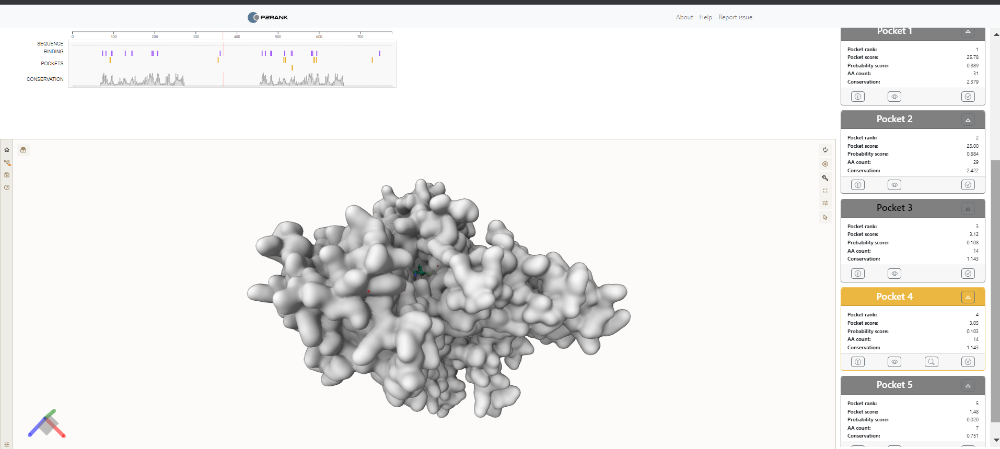 P2RANK
About Help Report issue
0 100 200 300 400 500 600 700
SEQUENCE
BINDING
POCKETS
CONSERVATION
Pocket 1
Pocket rank: 1
Pocket score: 25.78
Probability score: 0.889
AA count: 31
Conservation: 2.379
Pocket 2
Pocket rank: 2
Pocket score: 25.00
Probability score: 0.884
AA count: 29
Conservation: 2.422
Pocket 3
Pocket rank: 3
Pocket score: 3.12
Probability score: 0.108
AA count: 14
Conservation: 1.143
Pocket 4
Pocket rank: 4
Pocket score: 3.05
Probability score: 0.103
AA count: 14
Conservation: 1.143
Pocket 5
Pocket rank: 5
Pocket score: 1.48
Probability score: 0.020
AA count: 7
Conservation: 0.751